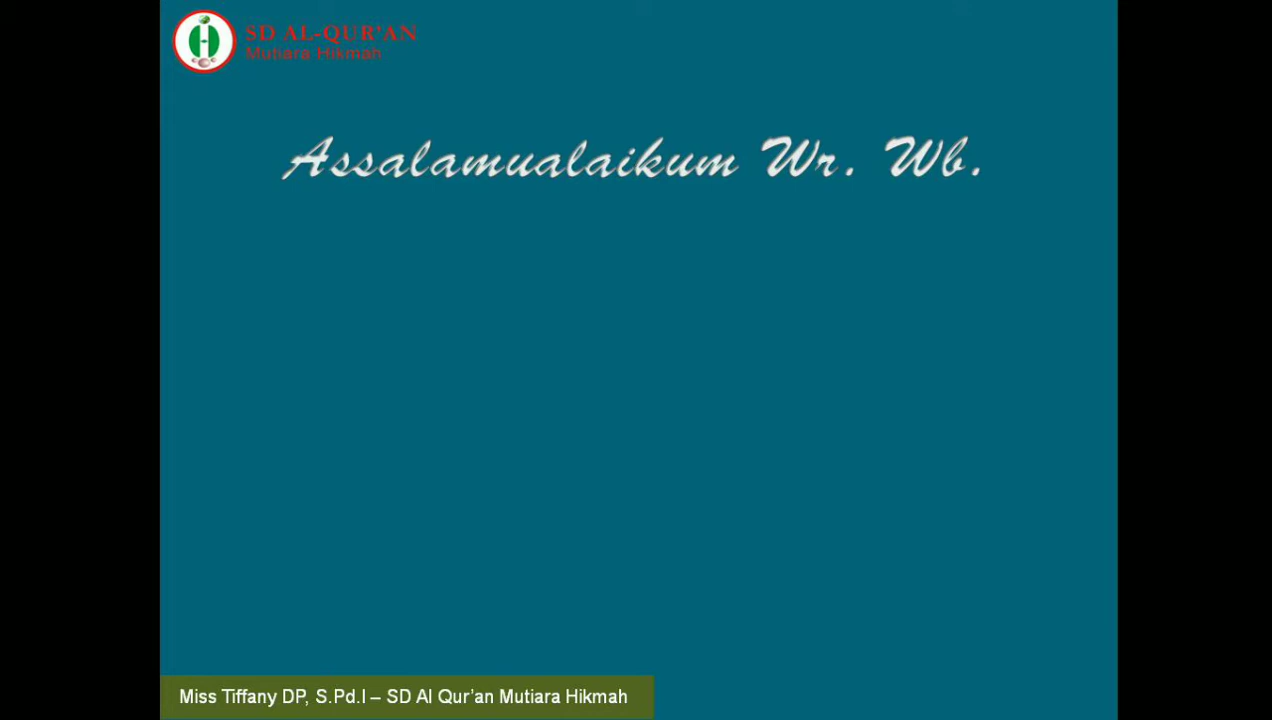 SD AL-QUR'AN
Mutiara Hikmah
Assalamualaikum Wr. Wb.
Miss Tiffany DP, S.Pd.I – SD Al Qur’an Mutiara Hikmah